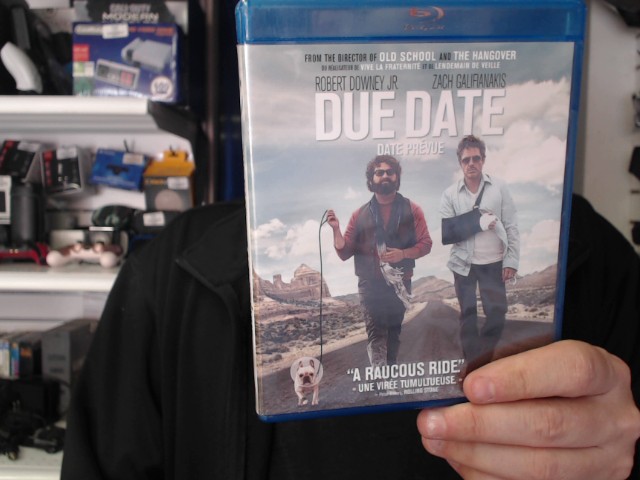 CALL OF DUTY
MODERN
FROM THE DIRECTOR OF OLD SCHOOL AND THE HANGOVER
DU RÉALISATEUR DE VIVE LA FRATERNITÉ ET DE LENDEMAIN DE VEILLE
ROBERT DOWNEY JR. ZACH GALIFIANAKIS
DUE DATE
DATE PRÉVUE
"A RAUCOUS RIDE"
- UNE VIRÉE TUMULTUEUSE -
ROLLING STONE